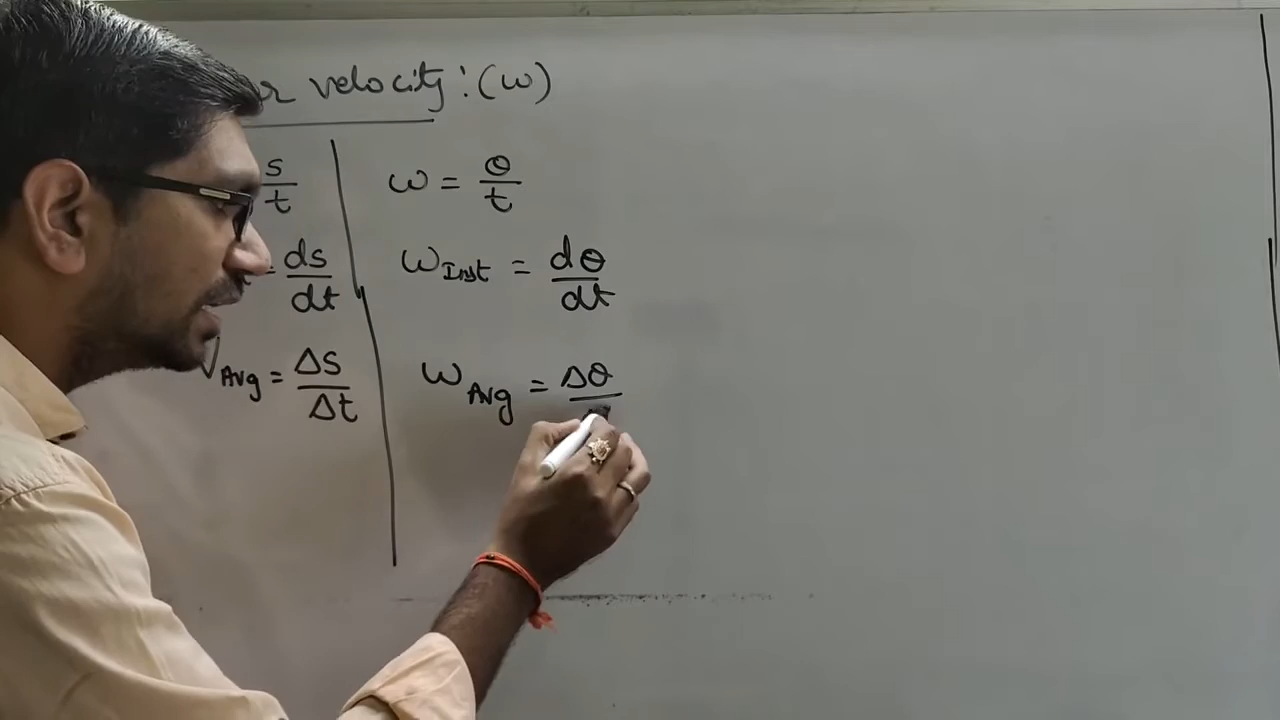 r velocity: (ω)
s/t
ω = θ/t
= ds/dt
ω Inst = dθ/dt
V Avg = Δs/Δt
ω Avg = Δθ/